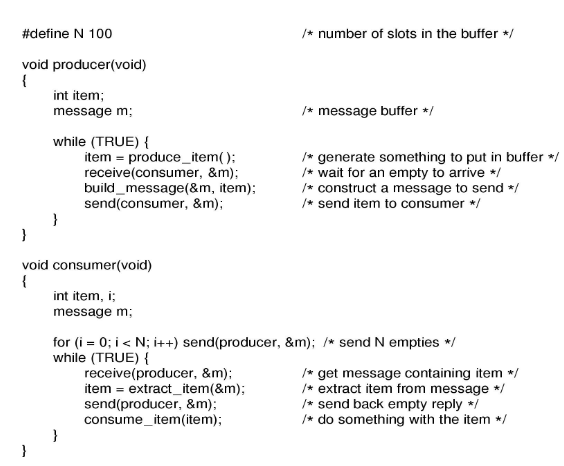 #define N 100 /* number of slots in the buffer */
void producer(void)
{
int item;
message m; /* message buffer */
while (TRUE) {
item = produce_item( ); /* generate something to put in buffer */
receive(consumer, &m); /* wait for an empty to arrive */
build_message(&m, item); /* construct a message to send */
send(consumer, &m); /* send item to consumer */
}
}
void consumer(void)
{
int item, i;
message m;
for (i = 0; i < N; i++) send(producer, &m); /* send N empties */
while (TRUE) {
receive(producer, &m); /* get message containing item */
item = extract_item(&m); /* extract item from message */
send(producer, &m); /* send back empty reply */
consume_item(item); /* do something with the item */
}
}